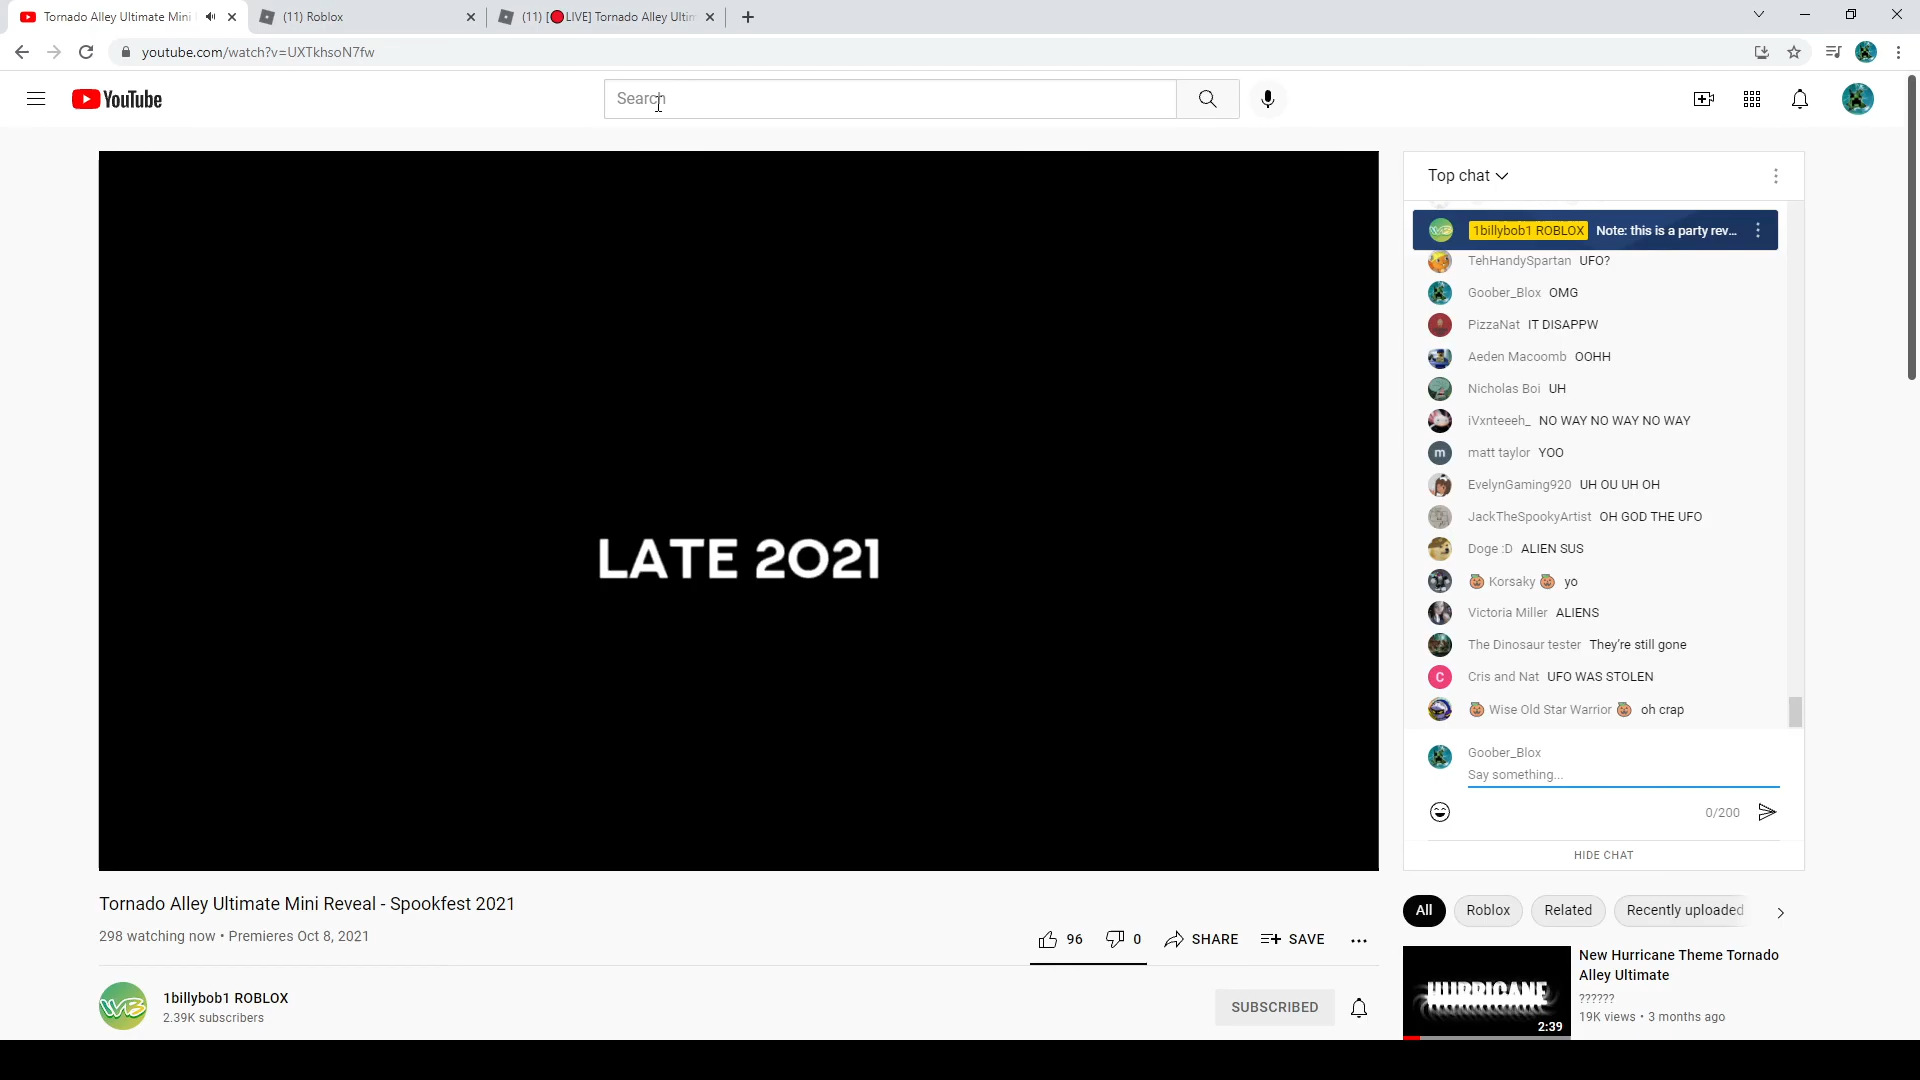 Tornado Alley Ultimate Mini
(11) Roblox
(11) [🔴LIVE] Tornado Alley Ultim
youtube.com/watch?v=UXTkhsoN7fw
YouTube
Search
LATE 2021
Top chat
1billybob1 ROBLOX Note: this is a party rev...
TehHandySpartan UFO?
Goober_Blox OMG
PizzaNat IT DISAPPW
Aeden Macoomb OOHH
Nicholas Boi UH
iVxnteeeh_ NO WAY NO WAY NO WAY
m matt taylor YOO
EvelynGaming920 UH OU UH OH
JackTheSpookyArtist OH GOD THE UFO
Doge :D ALIEN SUS
🎃 Korsaky 🎃 yo
Victoria Miller ALIENS
The Dinosaur tester They're still gone
C Cris and Nat UFO WAS STOLEN
🎃 Wise Old Star Warrior 🎃 oh crap
Goober_Blox
Say something...
0/200
HIDE CHAT
Tornado Alley Ultimate Mini Reveal - Spookfest 2021
298 watching now • Premieres Oct 8, 2021
96
0
SHARE
SAVE
WB
1billybob1 ROBLOX
2.39K subscribers
SUBSCRIBED
All
Roblox
Related
Recently uploaded
HURRICANE
2:39
New Hurricane Theme Tornado
Alley Ultimate
??????
19K views • 3 months ago